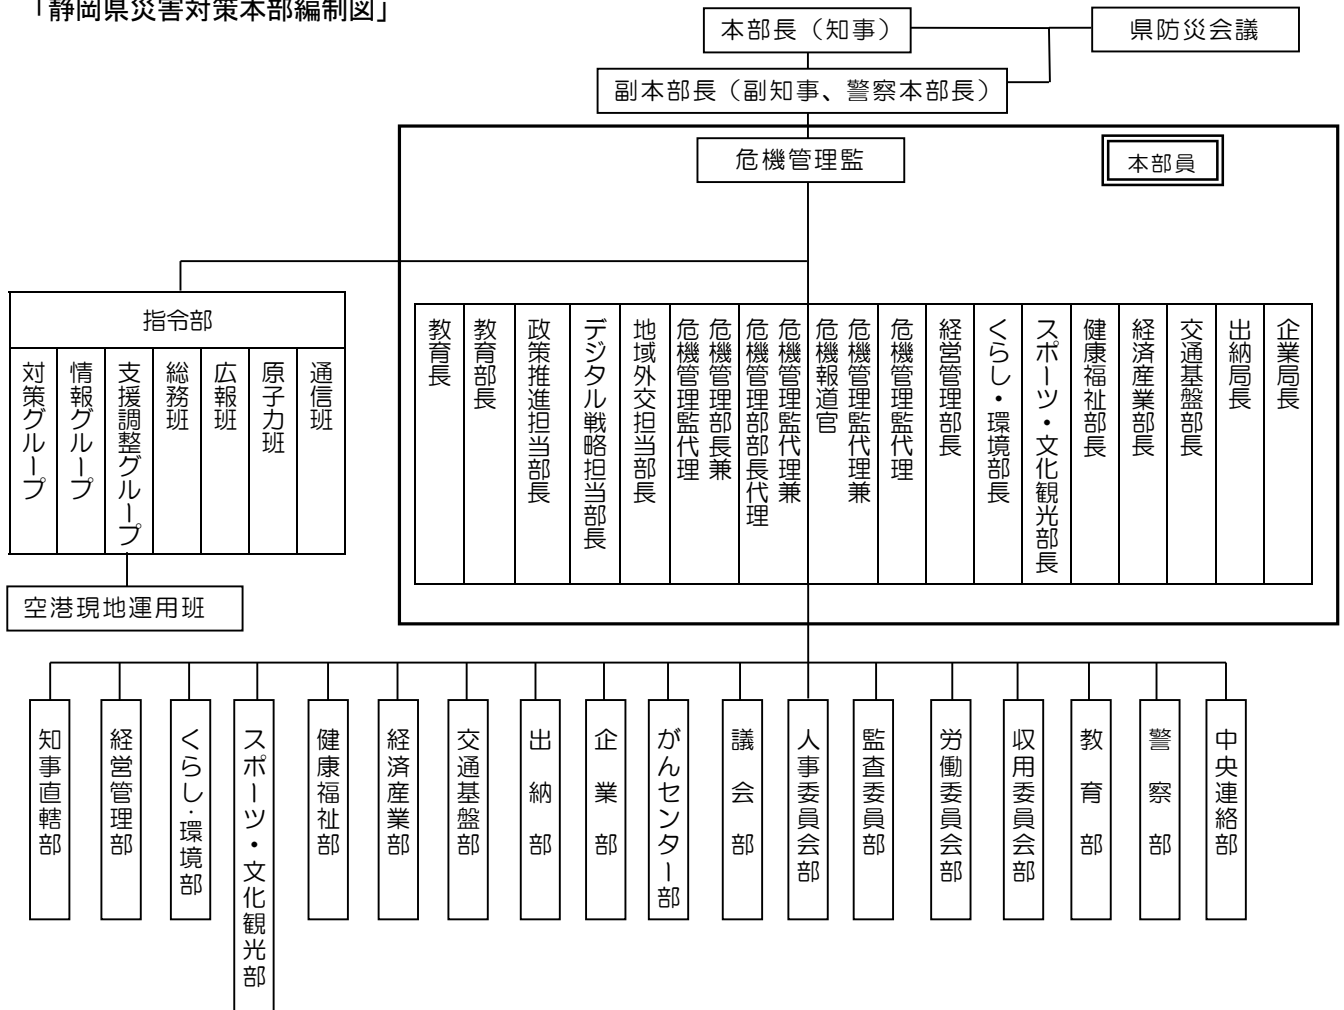 「静岡県災害対策本部編制図」
本部長（知事）
県防災会議
副本部長（副知事、警察本部長）
危機管理監
本部員
指令部
対策グループ
情報グループ
支援調整グループ
総務班
広報班
原子力班
通信班
空港現地運用班
教育長
教育部長
政策推進担当部長
デジタル戦略担当部長
地域外交担当部長
危機管理部長兼
危機管理監代理
危機管理監代理兼
危機管理部部長代理
危機管理監代理兼
危機報道官
危機管理監代理
経営管理部長
くらし・環境部長
スポーツ・文化観光部長
健康福祉部長
経済産業部長
交通基盤部長
出納局長
企業局長
知事直轄部
経営管理部
くらし・環境部
スポーツ・文化観光部
健康福祉部
経済産業部
交通基盤部
出納部
企業部
がんセンター部
議会部
人事委員会部
監査委員部
労働委員会部
収用委員会部
教育部
警察部
中央連絡部